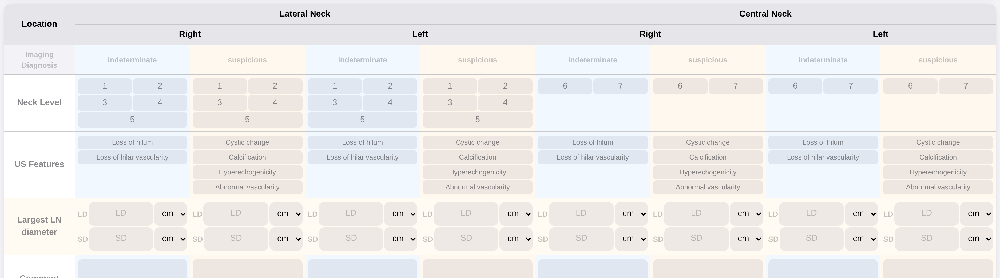 Location
Lateral Neck
Central Neck
Right
Left
Right
Left
Imaging
Diagnosis
indeterminate
suspicious
indeterminate
suspicious
indeterminate
suspicious
indeterminate
suspicious
Neck Level
1 2 1 2 1 2 1 2 6 7 6 7 6 7 6 7
3 4 3 4 3 4 3 4
5 5 5 5
US Features
Loss of hilum Cystic change Loss of hilum Cystic change Loss of hilum Cystic change Loss of hilum Cystic change
Loss of hilar vascularity Calcification Loss of hilar vascularity Calcification Loss of hilar vascularity Calcification Loss of hilar vascularity Calcification
Hyperechogenicity Hyperechogenicity Hyperechogenicity Hyperechogenicity
Abnormal vascularity Abnormal vascularity Abnormal vascularity Abnormal vascularity
Largest LN
diameter
LD LD cm LD LD cm LD LD cm LD LD cm LD LD cm LD LD cm LD LD cm LD LD cm
SD SD cm SD SD cm SD SD cm SD SD cm SD SD cm SD SD cm SD SD cm SD SD cm
Comment